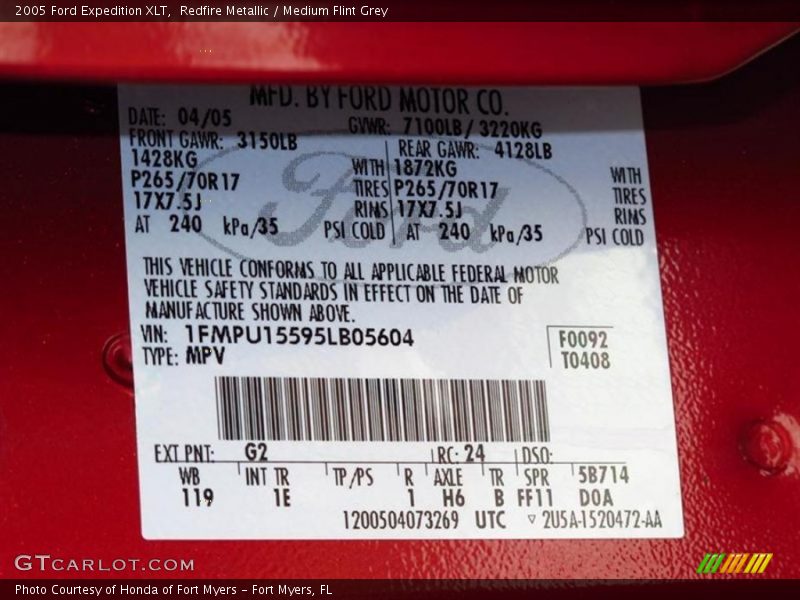 2005 Ford Expedition XLT, Redfire Metallic / Medium Flint Grey
MFD. BY FORD MOTOR CO.
DATE: 04/05 GVWR: 7100LB / 3220KG
FRONT GAWR: 3150LB REAR GAWR: 4128LB
1428KG WITH 1872KG WITH
P265/70R17 TIRES P265/70R17 TIRES
17X7.5J RINS 17X7.5J RINS
AT 240 kPa/35 PSI COLD AT 240 kPa/35 PSI COLD
Ford
THIS VEHICLE CONFORMS TO ALL APPLICABLE FEDERAL MOTOR
VEHICLE SAFETY STANDARDS IN EFFECT ON THE DATE OF
MANUFACTURE SHOWN ABOVE.
VIN: 1FMPU15595LB05604 F0092
TYPE: MPV T0408
EXT PNT: G2 RC: 24 DSO:
WB INT TR TP/PS R AXLE TR SPR 5B714
119 1E 1 H6 B FF11 DOA
1200504073269 UTC ▽ 2U5A-1520472-AA
GTCARLOT.COM
Photo Courtesy of Honda of Fort Myers – Fort Myers, FL